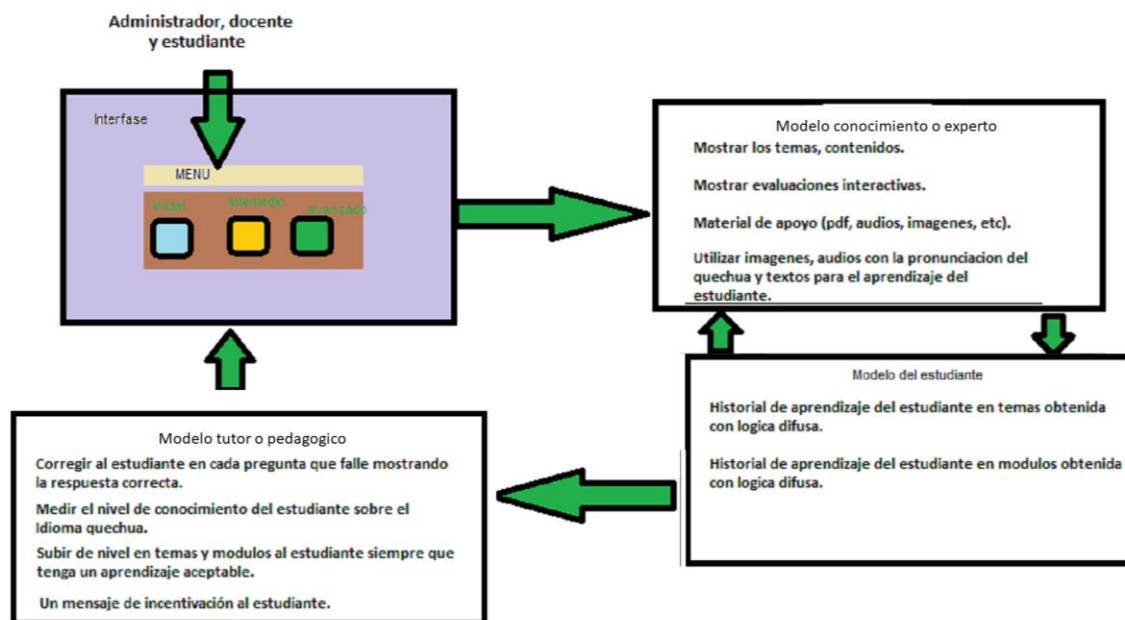 Administrador, docente
y estudiante
Interfase
MENU
inicial
Intemedio
avanzado
Modelo conocimiento o experto
Mostrar los temas, contenidos.
Mostrar evaluaciones interactivas.
Material de apoyo (pdf, audios, imagenes, etc).
Utilizar imagenes, audios con la pronunciacion del
quechua y textos para el aprendizaje del
estudiante.
Modelo del estudiante
Historial de aprendizaje del estudiante en temas obtenida
con logica difusa.
Historial de aprendizaje del estudiante en modulos obtenida
con logica difusa.
Modelo tutor o pedagogico
Corregir al estudiante en cada pregunta que falle mostrando
la respuesta correcta.
Medir el nivel de conocimiento del estudiante sobre el
Idioma quechua.
Subir de nivel en temas y modulos al estudiante siempre que
tenga un aprendizaje aceptable.
Un mensaje de incentivación al estudiante.